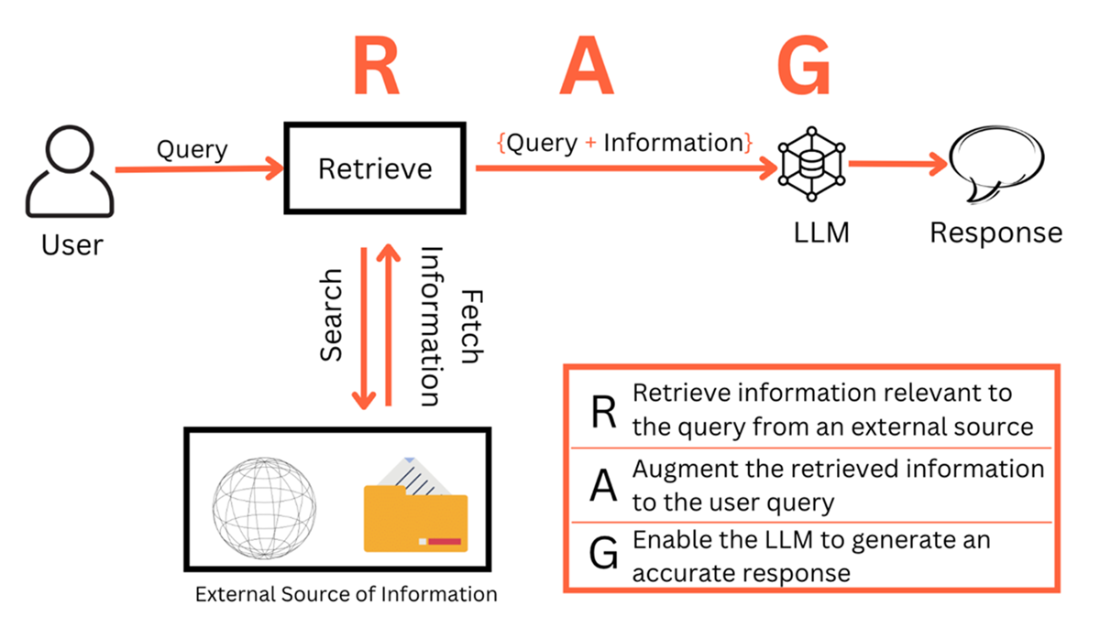 R A G
Query
Retrieve
{Query + Information}
User
LLM
Response
Search
Fetch
Information
External Source of Information
R
Retrieve information relevant to
the query from an external source
A
Augment the retrieved information
to the user query
G
Enable the LLM to generate an
accurate response